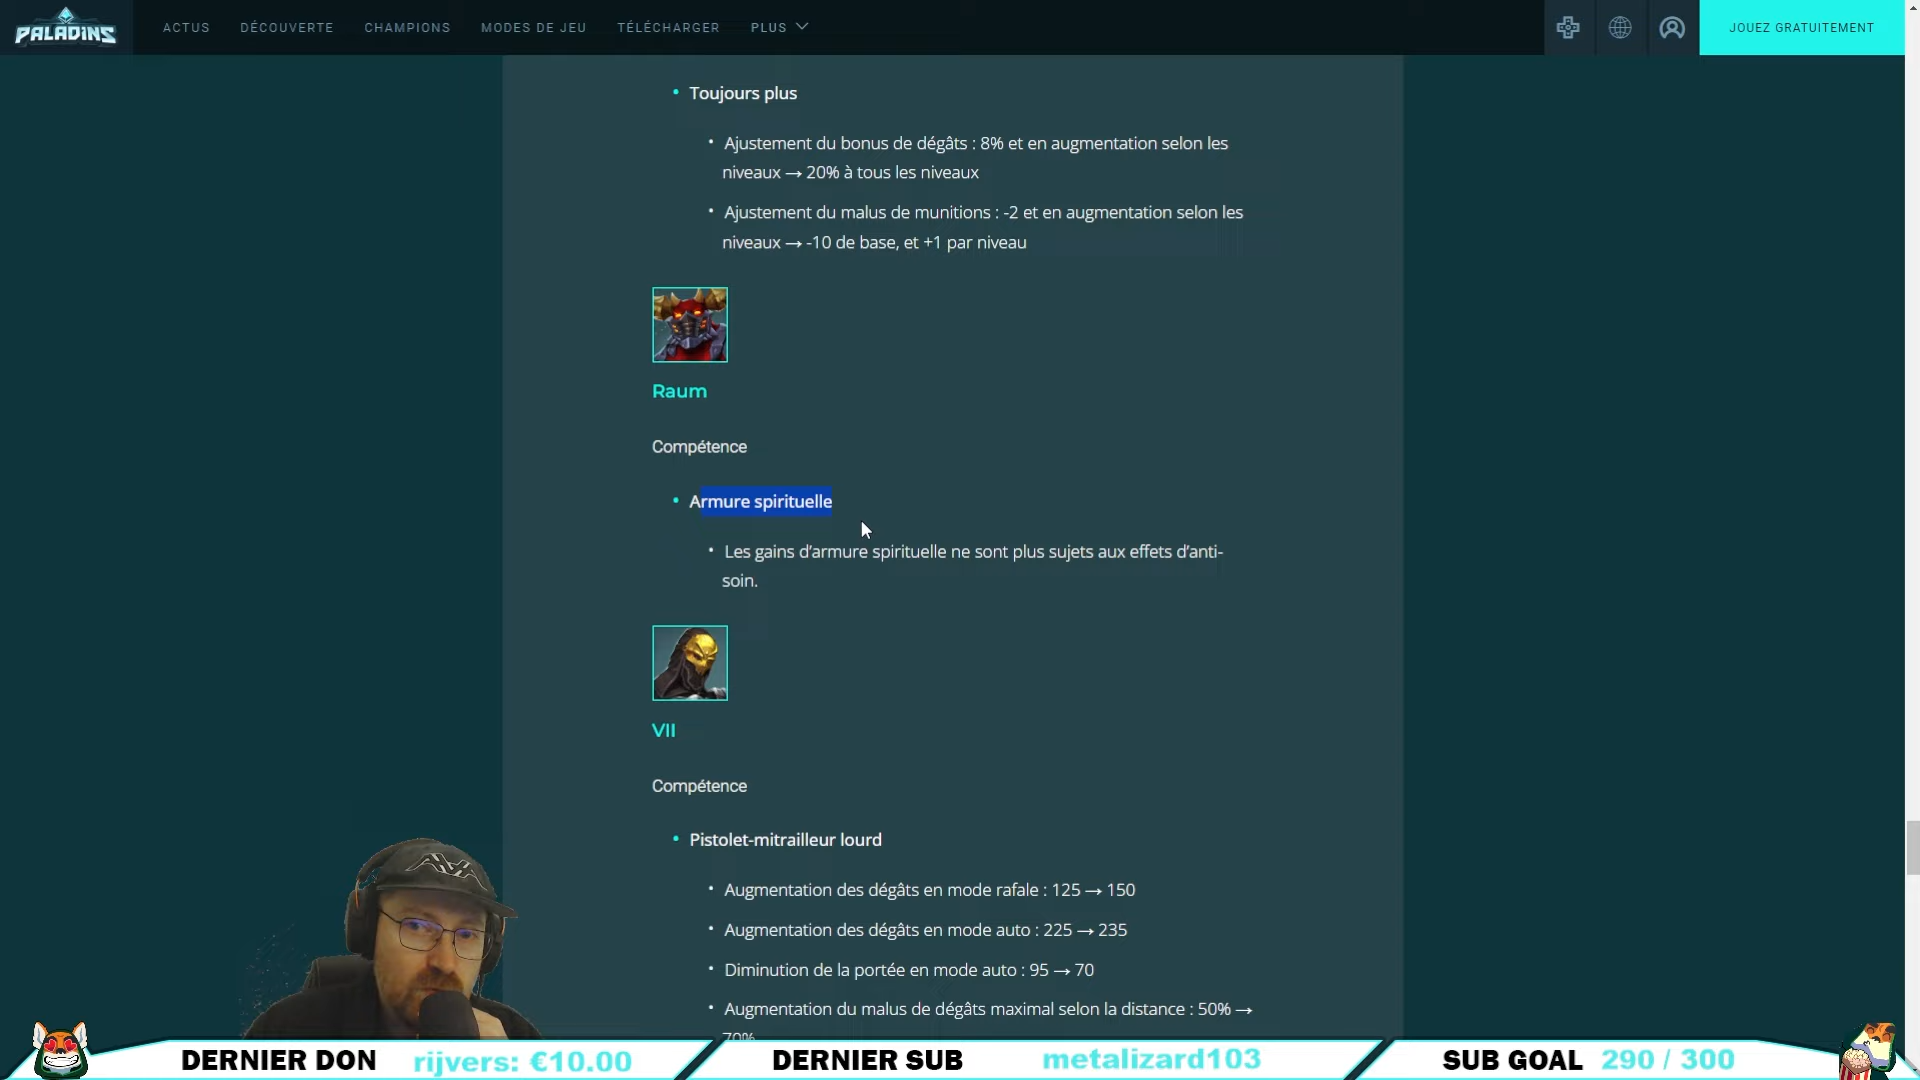 PALADINS
ACTUS DÉCOUVERTE CHAMPIONS MODES DE JEU TÉLÉCHARGER PLUS JOUEZ GRATUITEMENT
• Toujours plus
• Ajustement du bonus de dégâts : 8% et en augmentation selon les
niveaux → 20% à tous les niveaux
• Ajustement du malus de munitions : -2 et en augmentation selon les
niveaux → -10 de base, et +1 par niveau
Raum
Compétence
• Armure spirituelle
• Les gains d’armure spirituelle ne sont plus sujets aux effets d’anti-
soin.
VII
Compétence
• Pistolet-mitrailleur lourd
• Augmentation des dégâts en mode rafale : 125 → 150
• Augmentation des dégâts en mode auto : 225 → 235
• Diminution de la portée en mode auto : 95 → 70
• Augmentation du malus de dégâts maximal selon la distance : 50% →
70%
DERNIER DON rijvers: €10.00 DERNIER SUB metalizard103 SUB GOAL 290 / 300